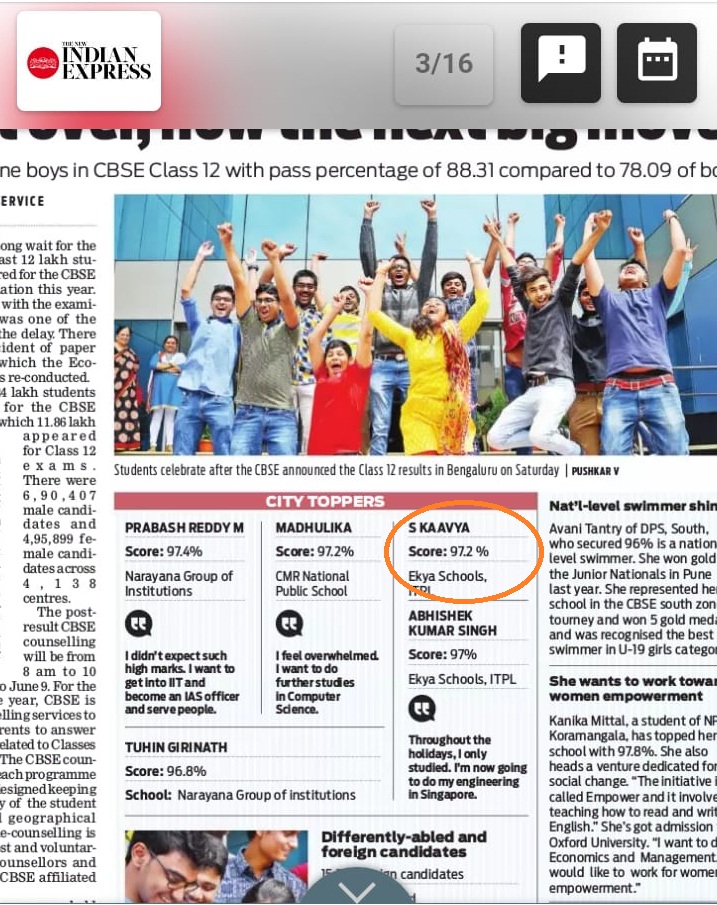 THE NEW
INDIAN
EXPRESS
3/16
over, now the next big move
ne boys in CBSE Class 12 with pass percentage of 88.31 compared to 78.09 of
ERVICE
ong wait for the
ast 12 lakh stu-
red for the CBSE
ation this year.
with the exami-
was one of the
the delay. There
cident of paper
which the Eco-
s re-conducted.
4 lakh students
for the CBSE
which 11.86 lakh
appeared
for Class 12
exams.
There were
6,90,407
male candi-
dates and
4,95,899 fe-
male candi-
dates across
4,138
centres.
The post-
result CBSE
counselling
will be from
8 am to 10
o June 9. For the
e year, CBSE is
elling services to
rents to answer
elated to Classes
The CBSE coun-
each programme
esigned keeping
y of the student
l geographical
e-counselling is
st and voluntar-
ounsellors and
CBSE affiliated
Students celebrate after the CBSE announced the Class 12 results in Bengaluru on Saturday | PUSHKAR V
CITY TOPPERS
PRABASH REDDY M
Score: 97.4%
Narayana Group of
Institutions
I didn't expect such
high marks. I want to
get into IIT and
become an IAS officer
and serve people.
MADHULIKA
Score: 97.2%
CMR National
Public School
I feel overwhelmed.
I want to do
further studies
in Computer
Science.
S KAAVYA
Score: 97.2 %
Ekya Schools,
ITPL
ABHISHEK
KUMAR SINGH
Score: 97%
Ekya Schools, ITPL
Throughout the
holidays, I only
studied. I'm now going
to do my engineering
in Singapore.
TUHIN GIRINATH
Score: 96.8%
School: Narayana Group of institutions
Differently-abled and
foreign candidates
candidates
Nat'l-level swimmer shin
Avani Tantry of DPS, South,
who secured 96% is a nation
level swimmer. She won gold
the Junior Nationals in Pune
last year. She represented he
school in the CBSE south zon
tourney and won 5 gold meda
and was recognised the best
swimmer in U-19 girls categor
She wants to work towar
women empowerment
Kanika Mittal, a student of NP
Koramangala, has topped her
school with 97.8%. She also
heads a venture dedicated for
social change. “The initiative i
called Empower and it involve
teaching how to read and writ
English.” She's got admission
Oxford University. “I want to d
Economics and Management.
would like to work for wome
empowerment.”